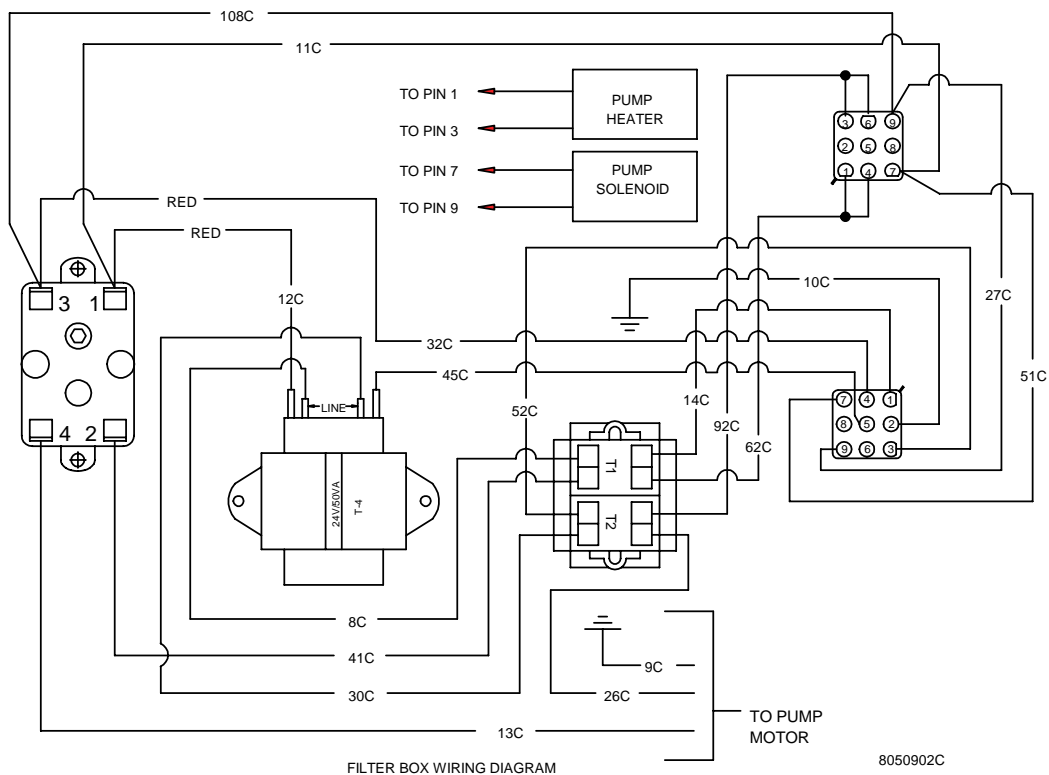 108C
11C
TO PIN 1
TO PIN 3
TO PIN 7
TO PIN 9
PUMP
HEATER
PUMP
SOLENOID
3 6 9
2 5 8
1 4 7
RED
RED
3 1
4 2
12C
10C
27C
32C
45C
LINE
51C
52C
14C
92C
62C
7 4 1
8 5 2
9 6 3
24V/50VA
T-4
T1
T2
8C
41C
30C
9C
26C
13C
TO PUMP
MOTOR
FILTER BOX WIRING DIAGRAM
8050902C